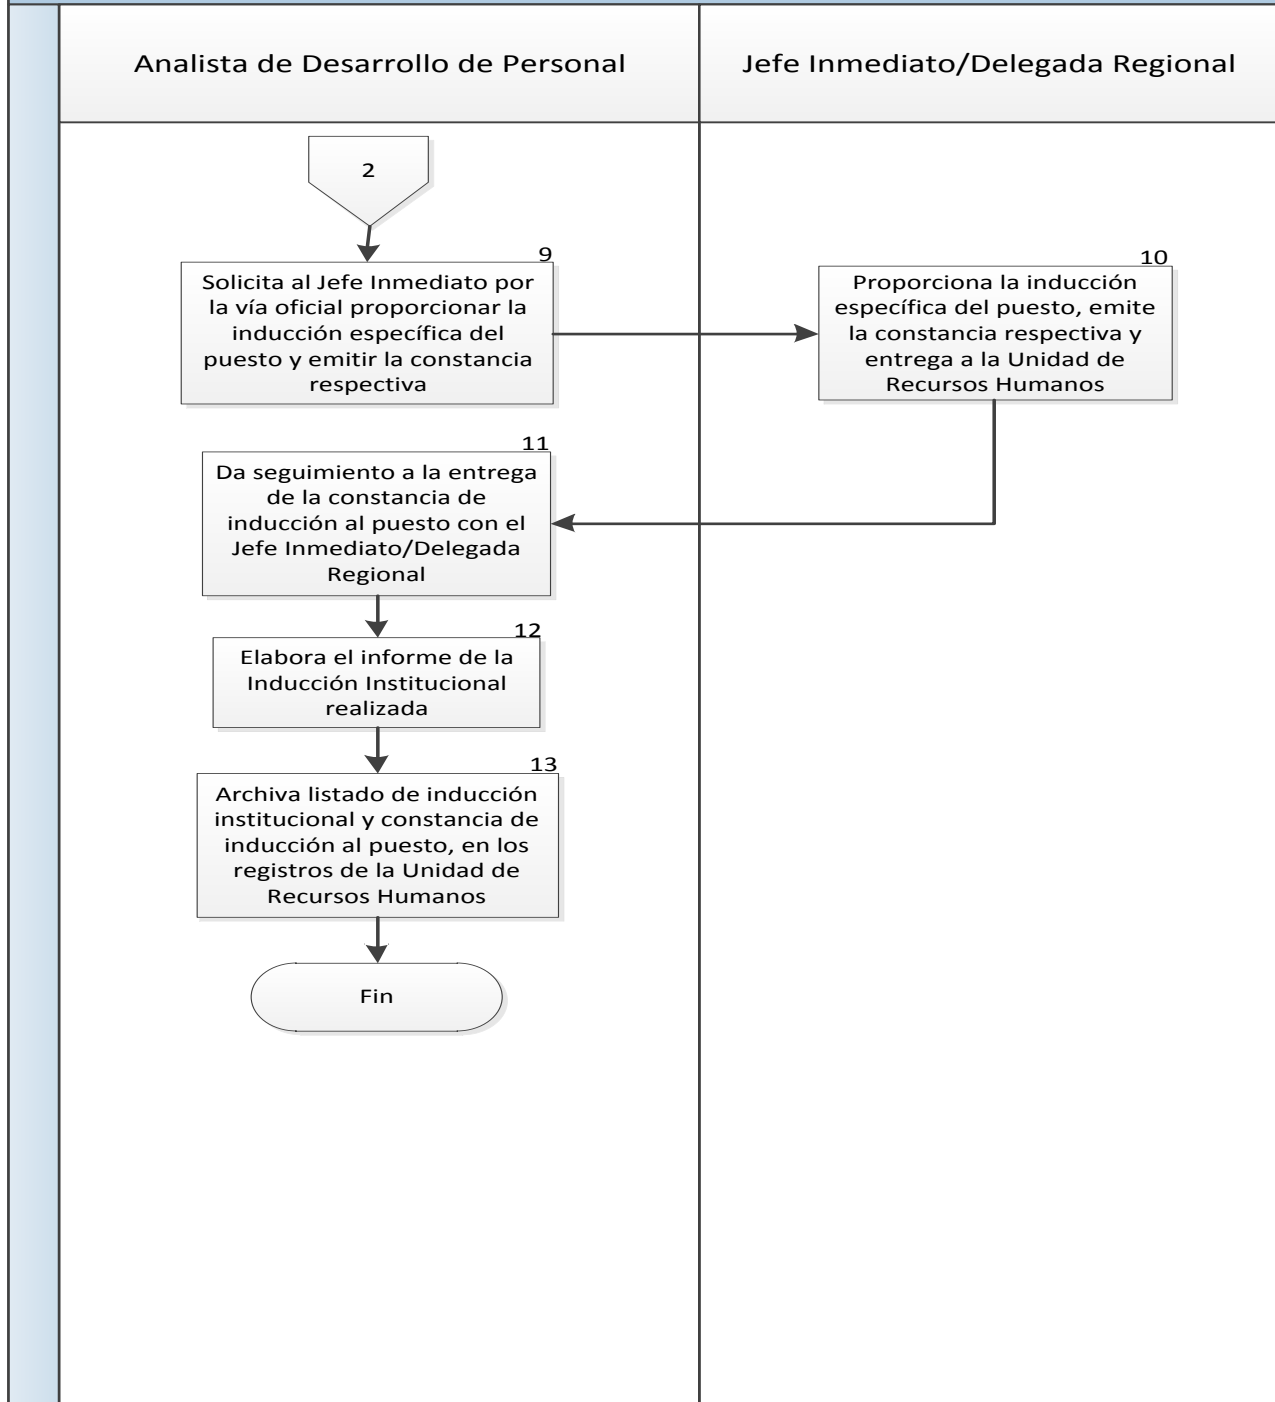 Analista de Desarrollo de Personal
Jefe Inmediato/Delegada Regional
2
9
Solicita al Jefe Inmediato por
la vía oficial proporcionar la
inducción específica del
puesto y emitir la constancia
respectiva
10
Proporciona la inducción
específica del puesto, emite
la constancia respectiva y
entrega a la Unidad de
Recursos Humanos
11
Da seguimiento a la entrega
de la constancia de
inducción al puesto con el
Jefe Inmediato/Delegada
Regional
12
Elabora el informe de la
Inducción Institucional
realizada
13
Archiva listado de inducción
institucional y constancia de
inducción al puesto, en los
registros de la Unidad de
Recursos Humanos
Fin